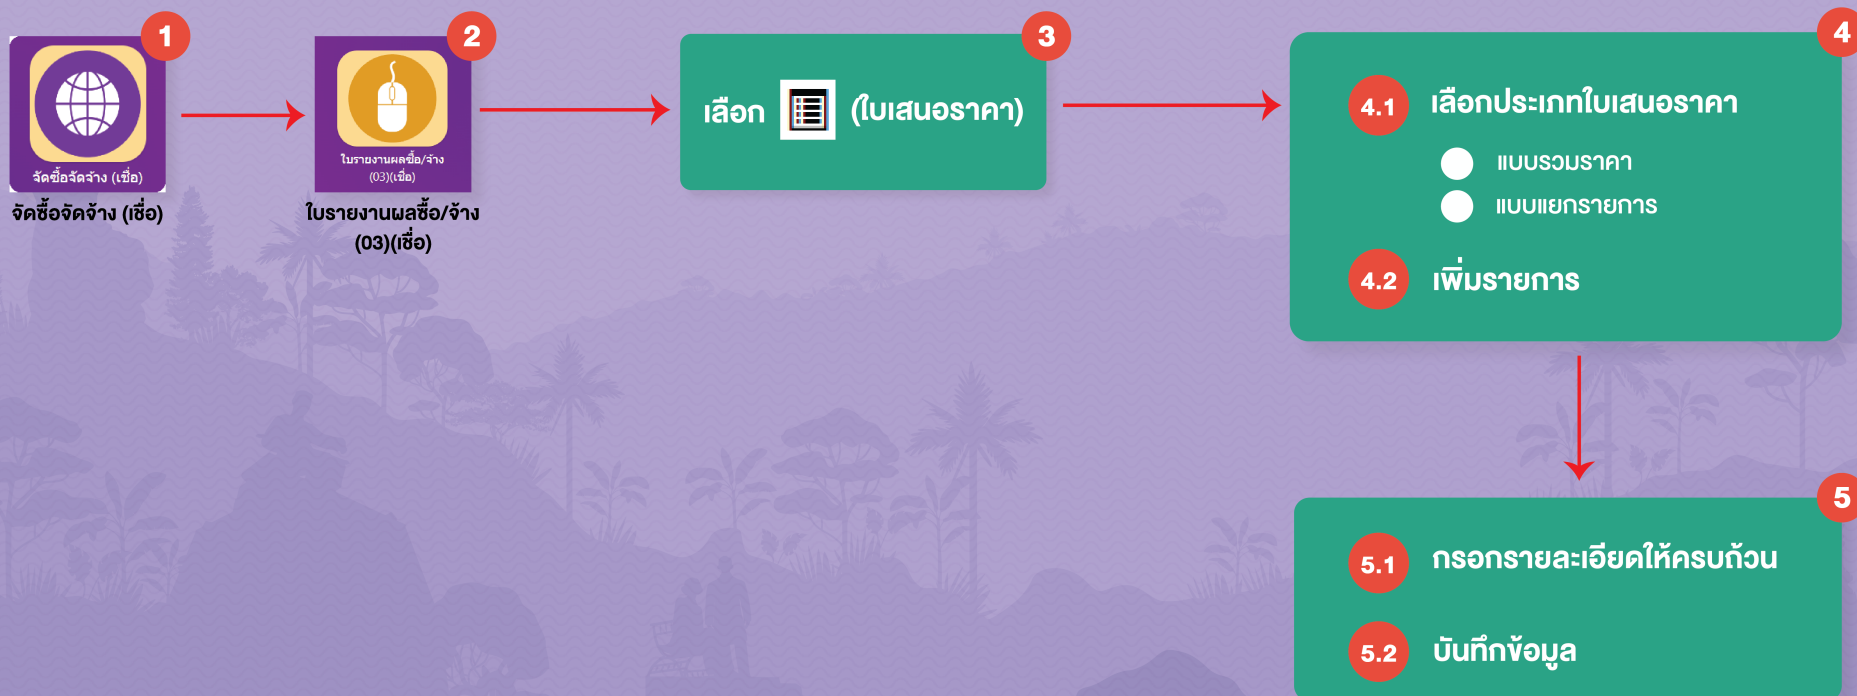 1
จัดซื้อจัดจ้าง (เชื่อ)
จัดซื้อจัดจ้าง (เชื่อ)
2
ใบรายงานผลซื้อ/จ้าง
(03)(เชื่อ)
ใบรายงานผลซื้อ/จ้าง
(03)(เชื่อ)
3
เลือก (ใบเสนอราคา)
4
4.1 เลือกประเภทใบเสนอราคา
แบบรวมราคา
แบบแยกรายการ
4.2 เพิ่มรายการ
5
5.1 กรอกรายละเอียดให้ครบถ้วน
5.2 บันทึกข้อมูล